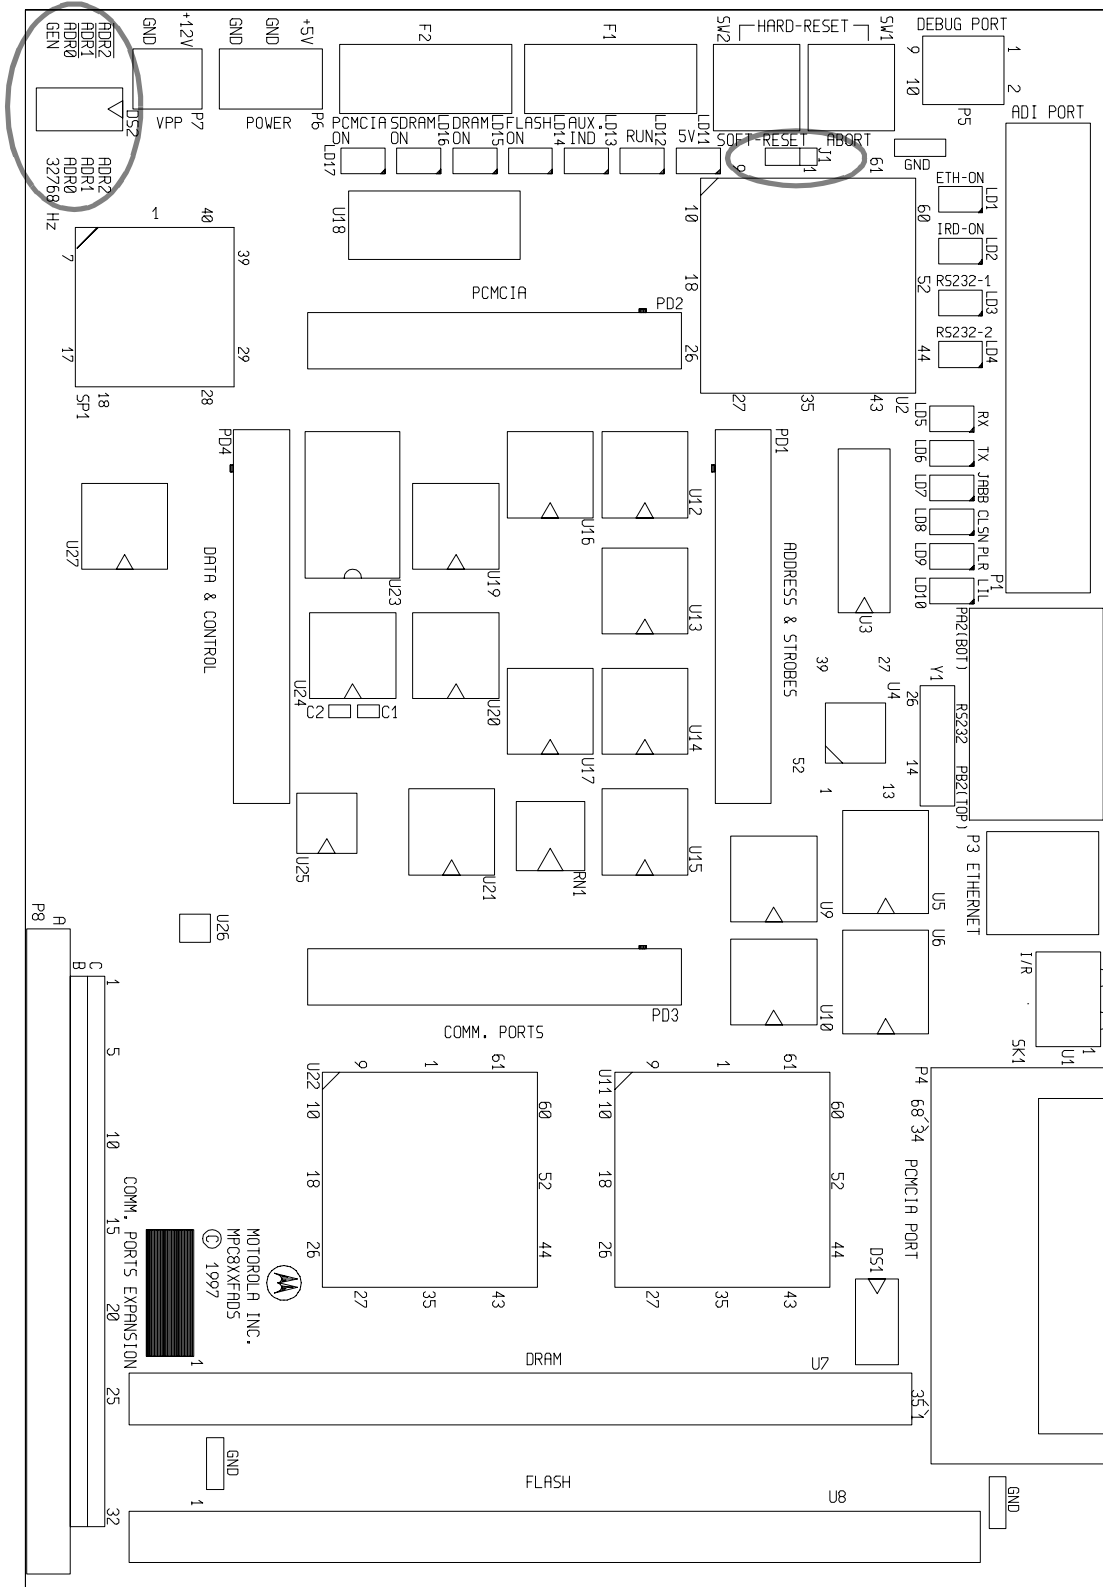 ADR2
ADR1
ADR0
GEN
DS2
ADR2
ADR1
ADR0
32768 Hz
+12V
GND
VPP
P7
+5V
GND
GND
POWER
P6
F2
F1
SW2
HARD-RESET
SW1
DEBUG PORT
9
1
10
2
P5
ADI PORT
PCMCIA ON
LD17
SDRAM ON
LD16
DRAM ON
LD15
FLASH ON
LD14
AUX. IND
LD13
RUN
LD12
5V
LD11
SOFT-RESET
ABORT
J1
1
9
61
GND
ETH-ON
LD1
IRD-ON
LD2
RS232-1
LD3
RS232-2
LD4
10
60
18
52
26
44
27
35
43
U2
1
40
7
39
17
29
18
28
SP1
U18
PCMCIA
PD2
LD5
RX
LD6
TX
LD7
JABB
LD8
CLSN
LD9
PLR
LD10
LIL
P1
PD4
PD1
U27
DATA & CONTROL
U23
U19
U16
U12
U13
ADDRESS & STROBES
U3
U24
C2
C1
U20
U17
U14
39
27
U4
Y1
26
14
52
1
13
PA2(BOT)
RS232
PB2(TOP)
U25
U21
RN1
U15
U9
U5
P3 ETHERNET
U26
U10
U6
I/R
SK1
U1
1
P8
A
B
C
1
5
10
15
20
25
32
COMM. PORTS EXPANSION
PD3
COMM. PORTS
U22
9
1
61
10
60
18
52
26
44
27
35
43
U11
9
1
61
10
60
18
52
26
44
27
35
43
P4
68
34
PCMCIA PORT
DS1
MOTOROLA INC.
MPC8XXFADS
© 1997
1
DRAM
U7
35
1
GND
FLASH
1
U8
GND